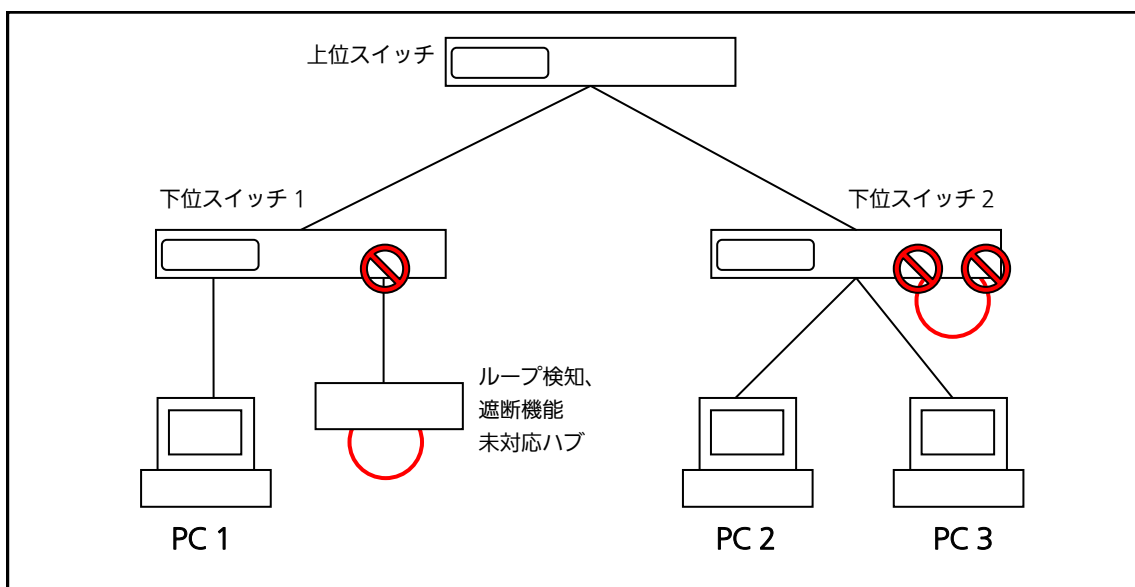 上位スイッチ
下位スイッチ 1
下位スイッチ 2
ループ検知、
遮断機能
未対応ハブ
PC 1
PC 2
PC 3